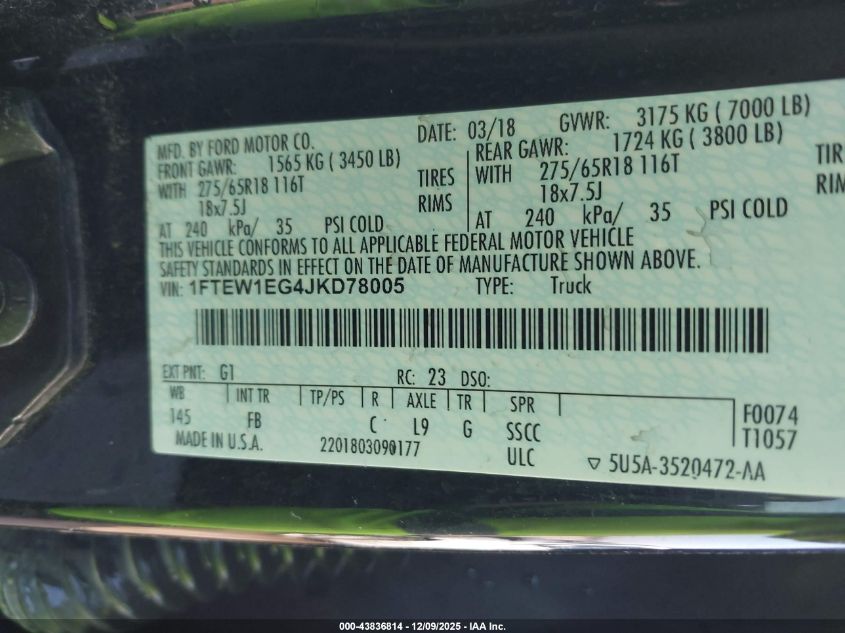 MFD. BY FORD MOTOR CO. DATE: 03/18 GVWR: 3175 KG ( 7000 LB)
FRONT GAWR: 1565 KG ( 3450 LB) REAR GAWR: 1724 KG ( 3800 LB)
WITH 275/65R18 116T TIRES WITH 275/65R18 116T TIR
18x7.5J RIMS 18x7.5J RIM
AT 240 kPa/ 35 PSI COLD AT 240 kPa/ 35 PSI COLD
THIS VEHICLE CONFORMS TO ALL APPLICABLE FEDERAL MOTOR VEHICLE
SAFETY STANDARDS IN EFFECT ON THE DATE OF MANUFACTURE SHOWN ABOVE.
VIN: 1FTEW1EG4JKD78005 TYPE: Truck
EXT PNT: G1 RC: 23 DSO:
WB INT TR TP/PS R AXLE TR SPR
145 FB C L9 G SSCC F0074
MADE IN U.S.A. 2201803090177 ULC T1057
5U5A-3520472-AA
000-43836814 - 12/09/2025 - IAA Inc.